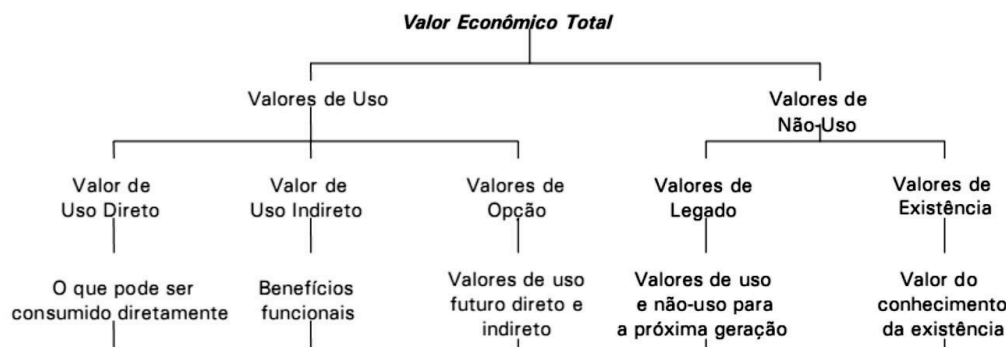 Valor Econômico Total
Valores de Uso
Valores de
Não-Uso
Valor de
Uso Direto
Valor de
Uso Indireto
Valores de
Opção
Valores de
Legado
Valores de
Existência
O que pode ser
consumido diretamente
Benefícios
funcionais
Valores de uso
futuro direto e
indireto
Valores de uso
e não-uso para
a próxima geração
Valor do
conhecimento
da existência